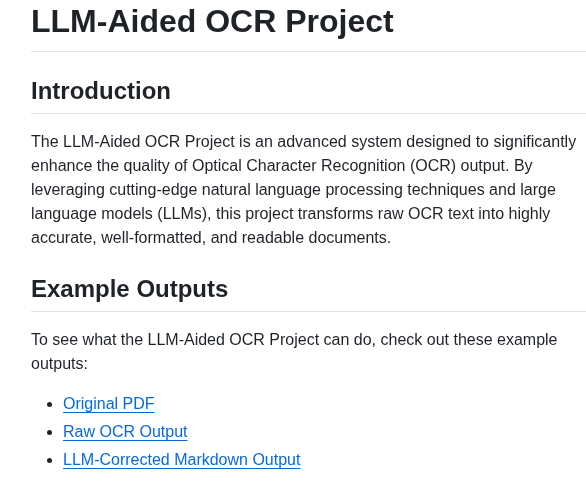 LLM-Aided OCR Project
Introduction
The LLM-Aided OCR Project is an advanced system designed to significantly
enhance the quality of Optical Character Recognition (OCR) output. By
leveraging cutting-edge natural language processing techniques and large
language models (LLMs), this project transforms raw OCR text into highly
accurate, well-formatted, and readable documents.
Example Outputs
To see what the LLM-Aided OCR Project can do, check out these example
outputs:
• Original PDF
• Raw OCR Output
• LLM-Corrected Markdown Output